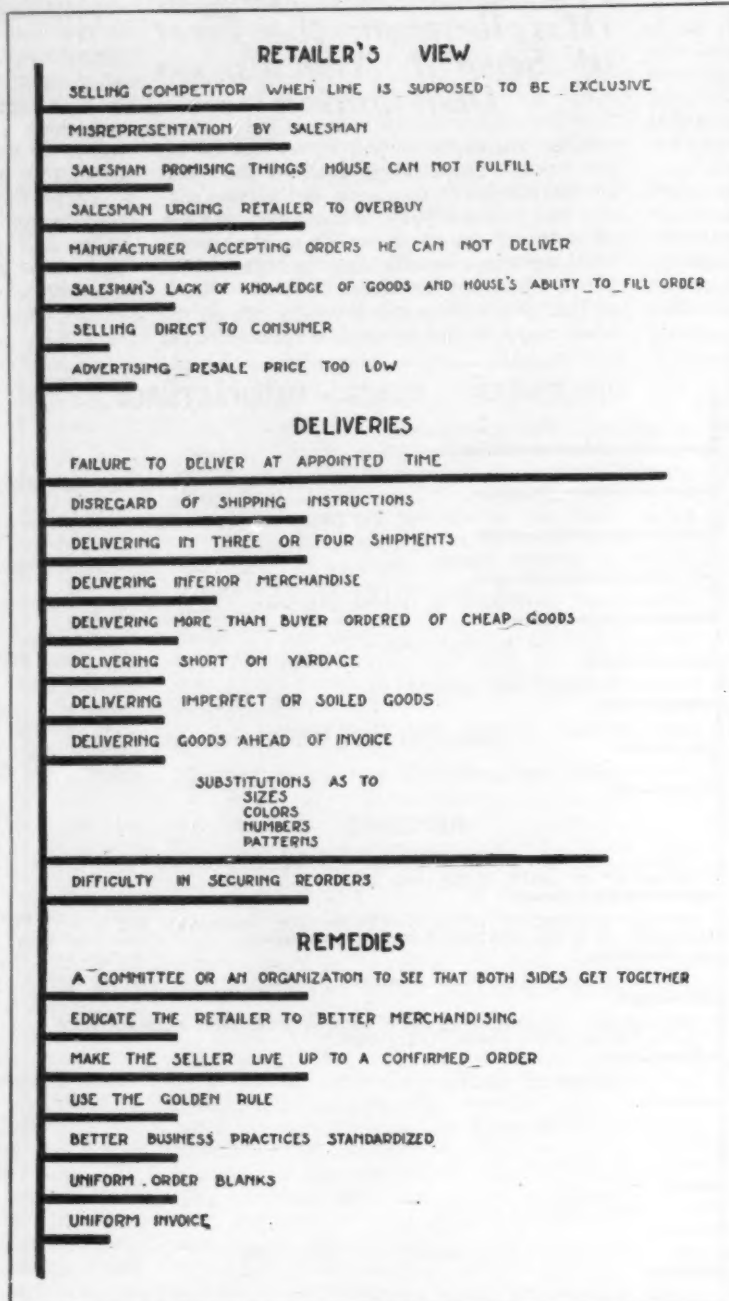 RETAILER'S VIEW
SELLING COMPETITOR WHEN LINE IS SUPPOSED TO BE EXCLUSIVE
MISREPRESENTATION BY SALESMAN
SALESMAN PROMISING THINGS HOUSE CAN NOT FULFILL
SALESMAN URGING RETAILER TO OVERBUY
MANUFACTURER ACCEPTING ORDERS HE CAN NOT DELIVER
SALESMAN'S LACK OF KNOWLEDGE OF GOODS AND HOUSE'S ABILITY TO FILL ORDER
SELLING DIRECT TO CONSUMER
ADVERTISING RESALE PRICE TOO LOW
DELIVERIES
FAILURE TO DELIVER AT APPOINTED TIME
DISREGARD OF SHIPPING INSTRUCTIONS
DELIVERING IN THREE OR FOUR SHIPMENTS
DELIVERING INFERIOR MERCHANDISE
DELIVERING MORE THAN BUYER ORDERED OF CHEAP GOODS
DELIVERING SHORT ON YARDAGE
DELIVERING IMPERFECT OR SOILED GOODS
DELIVERING GOODS AHEAD OF INVOICE
SUBSTITUTIONS AS TO
SIZES
COLORS
NUMBERS
PATTERNS
DIFFICULTY IN SECURING REORDERS
REMEDIES
A COMMITTEE OR AN ORGANIZATION TO SEE THAT BOTH SIDES GET TOGETHER
EDUCATE THE RETAILER TO BETTER MERCHANDISING
MAKE THE SELLER LIVE UP TO A CONFIRMED ORDER
USE THE GOLDEN RULE
BETTER BUSINESS PRACTICES STANDARDIZED
UNIFORM ORDER BLANKS
UNIFORM INVOICE